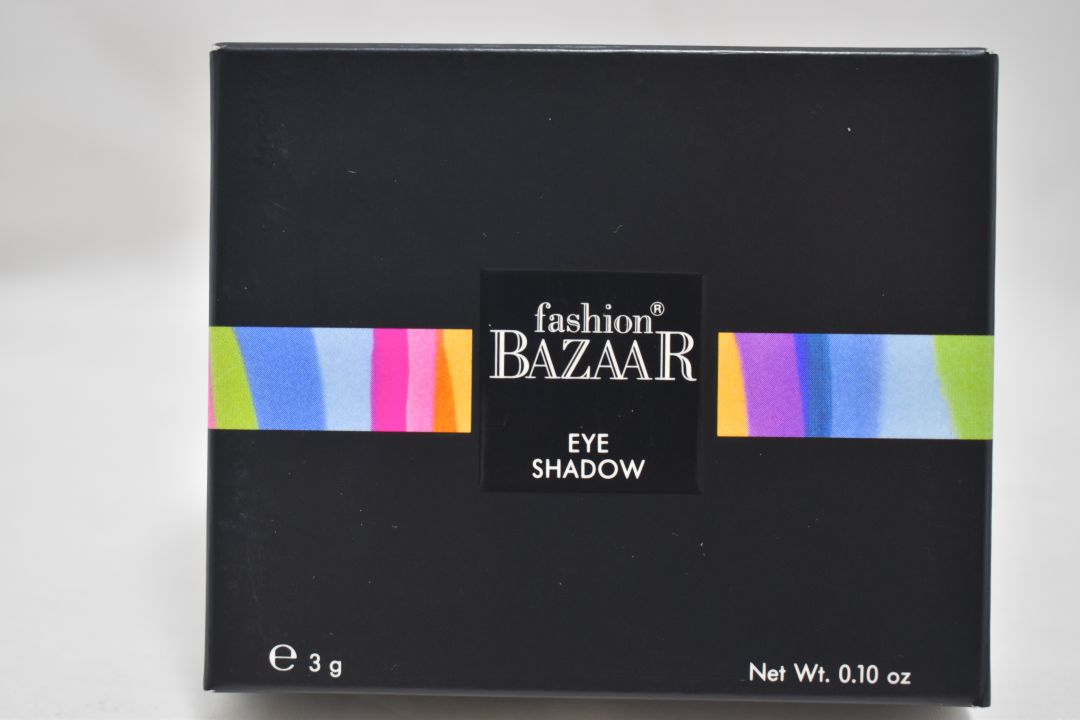 fashion®
BAZAAR
EYE
SHADOW
℮ 3 g
Net Wt. 0.10 oz